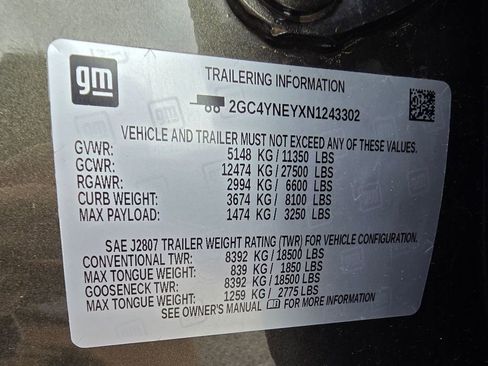 gm
TRAILERING INFORMATION
2GC4YNEYXN1243302
VEHICLE AND TRAILER MUST NOT EXCEED ANY OF THESE VALUES.
GVWR: 5148 KG / 11350 LBS
GCWR: 12474 KG / 27500 LBS
RGAWR: 2994 KG / 6600 LBS
CURB WEIGHT: 3674 KG / 8100 LBS
MAX PAYLOAD: 1474 KG / 3250 LBS
SAE J2807 TRAILER WEIGHT RATING (TWR) FOR VEHICLE CONFIGURATION.
CONVENTIONAL TWR: 8392 KG / 18500 LBS
MAX TONGUE WEIGHT: 839 KG / 1850 LBS
GOOSENECK TWR: 8392 KG / 18500 LBS
MAX TONGUE WEIGHT: 1259 KG / 2775 LBS
SEE OWNER'S MANUAL FOR MORE INFORMATION